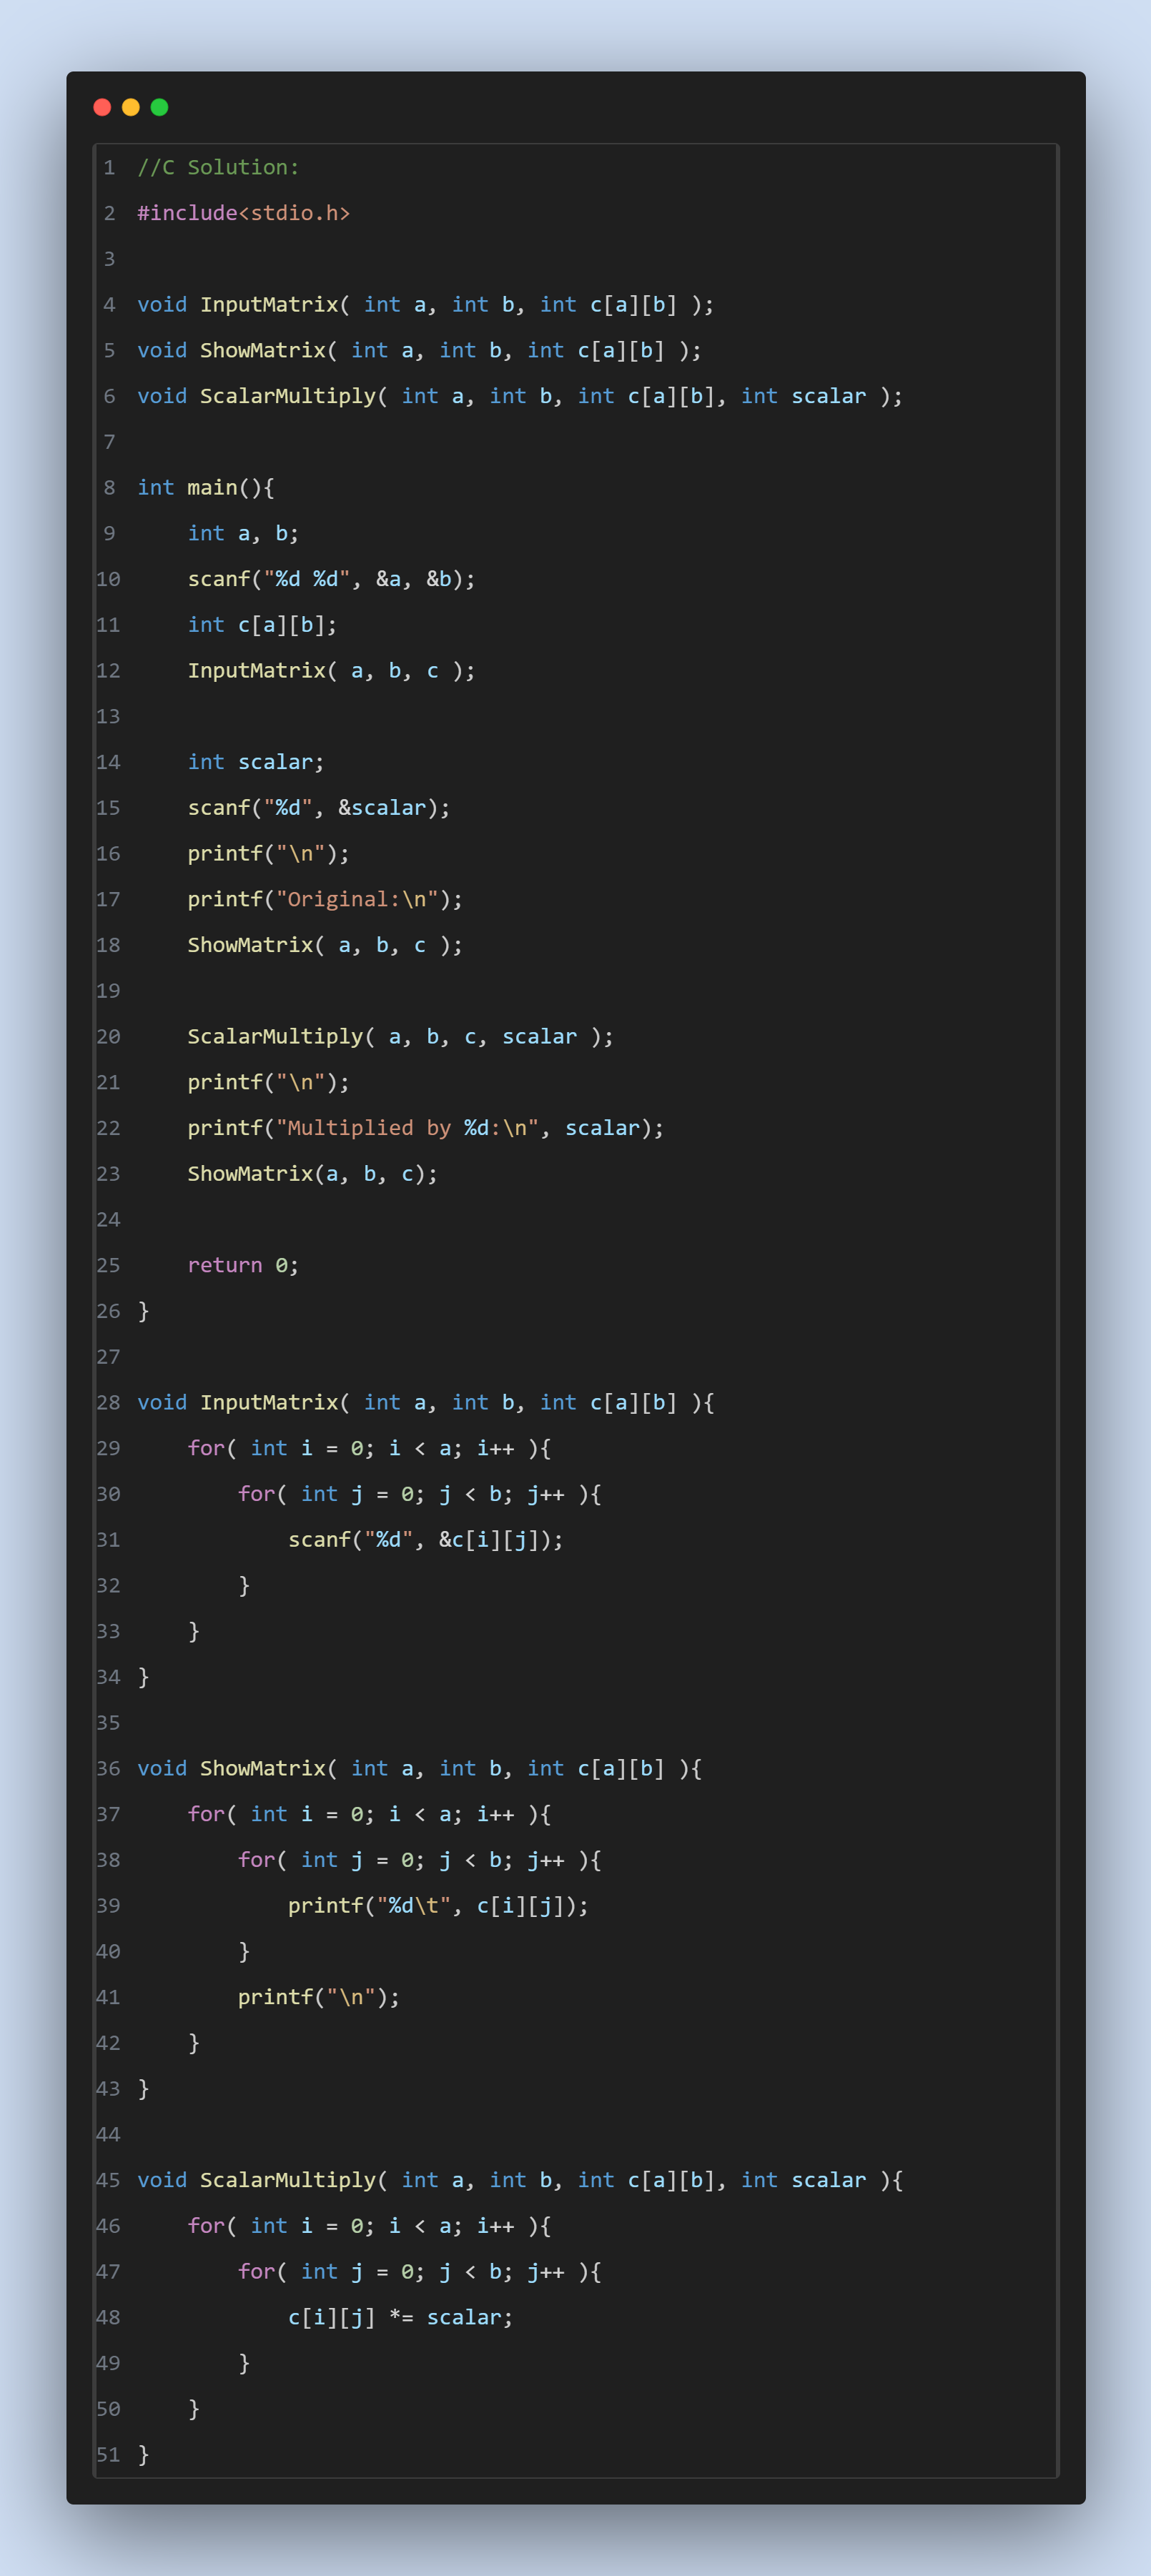 1 //C Solution:
2 #include<stdio.h>
3
4 void InputMatrix( int a, int b, int c[a][b] );
5 void ShowMatrix( int a, int b, int c[a][b] );
6 void ScalarMultiply( int a, int b, int c[a][b], int scalar );
7
8 int main(){
9     int a, b;
10     scanf("%d %d", &a, &b);
11     int c[a][b];
12     InputMatrix( a, b, c );
13
14     int scalar;
15     scanf("%d", &scalar);
16     printf("\n");
17     printf("Original:\n");
18     ShowMatrix( a, b, c );
19
20     ScalarMultiply( a, b, c, scalar );
21     printf("\n");
22     printf("Multiplied by %d:\n", scalar);
23     ShowMatrix(a, b, c);
24
25     return 0;
26 }
27
28 void InputMatrix( int a, int b, int c[a][b] ){
29     for( int i = 0; i < a; i++ ){
30         for( int j = 0; j < b; j++ ){
31             scanf("%d", &c[i][j]);
32         }
33     }
34 }
35
36 void ShowMatrix( int a, int b, int c[a][b] ){
37     for( int i = 0; i < a; i++ ){
38         for( int j = 0; j < b; j++ ){
39             printf("%d\t", c[i][j]);
40         }
41         printf("\n");
42     }
43 }
44
45 void ScalarMultiply( int a, int b, int c[a][b], int scalar ){
46     for( int i = 0; i < a; i++ ){
47         for( int j = 0; j < b; j++ ){
48             c[i][j] *= scalar;
49         }
50     }
51 }